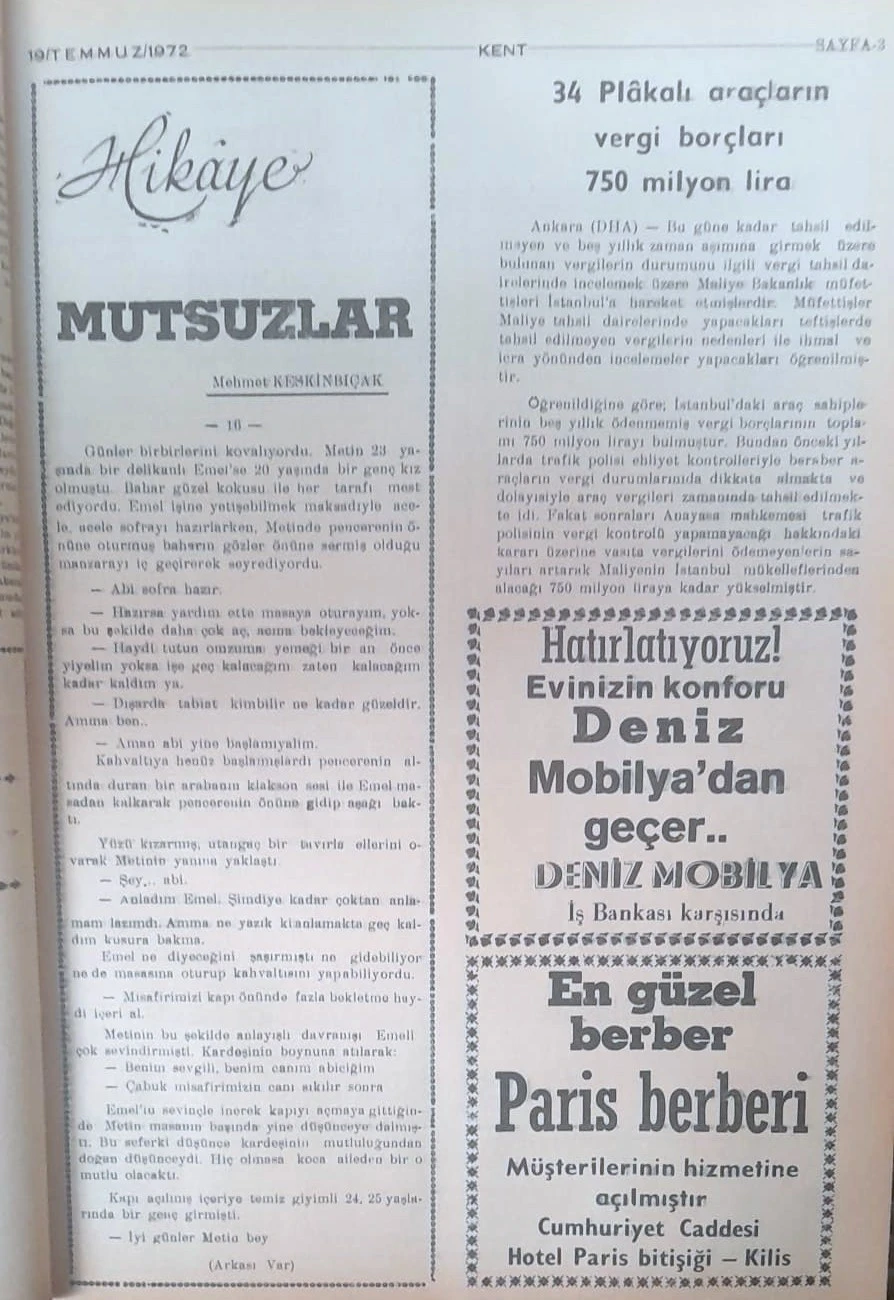 19/TEMMUZ/1972
KENT
SAYFA-3
Hikâye
MUTSUZLAR
Mehmet KESKİNBIÇAK
— 16 —
Günler birbirlerini kovalıyordu. Metin 23 ya-
şında bir delikanlı Emel'se 20 yaşında bir genç kız
olmuştu. Bahar güzel kokusu ile her tarafı mest
ediyordu. Emel işine yetişebilmek maksadıyle ace-
le, acele sofrayı hazırlarken, Metinde pencerenin ö-
nüne oturmuş baharın gözler önüne sermiş olduğu
manzarayı iç geçirerek seyrediyordu.
— Abi sofra hazır.
— Hazırsa yardım ette masaya oturayım, yok-
sa bu şekilde daha çok aç, acına bekleyeceğim.
— Haydi tutun omzuma yemeği bir an önce
yiyelim yoksa işe geç kalacağım zaten kalacağım
kadar kaldım ya.
— Dışarda tabiat kimbilir ne kadar güzeldir.
Amma ben..
— Aman abi yine başlamıyalim.
Kahvaltıya henüz başlamışlardı pencerenin al-
tında duran bir arabanın klakson sesi ile Emel ma-
sadan kalkarak pencerenin önüne gidip aşağı bak-
tı.
Yüzü kızarmış, utangaç bir tavırla ellerini o-
varak Metinin yanına yaklaştı.
— Şey... abi.
— Anladım Emel. Şimdiye kadar çoktan anla-
mam lazımdı. Amma ne yazık ki anlamakta geç kal-
dım kusura bakma.
Emel ne diyeceğini şaşırmıştı ne gidebiliyor
ne de masasına oturup kahvaltısını yapabiliyordu.
— Misafirimizi kapı önünde fazla bekletme hay-
di içeri al.
Metinin bu şekilde anlayışlı davranışı Emeli
çok sevindirmişti. Kardeşinin boynuna atılarak:
— Benim sevgili, benim canım abiciğim
— Çabuk misafirimizin canı sıkılır sonra
Emel'in sevinçle inerek kapıyı açmaya gittiğin-
de Metin masanın başında yine düşünceye dalmış-
tı. Bu seferki düşünce kardeşinin mutluluğundan
doğan düşünceydi. Hiç olmasa koca aileden bir o
mutlu olacaktı.
Kapı açılmış içeriye temiz giyimli 24, 25 yaşla-
rında bir genç girmişti.
— İyi günler Metin bey
(Arkası Var)
34 Plâkalı araçların
vergi borçları
750 milyon lira
Ankara (DHA) — Bu güne kadar tahsil edil-
meyen ve beş yıllık zaman aşımına girmek üzere
bulunan vergilerin durumunu ilgili vergi tahsil da-
irelerinde incelemek üzere Maliye Bakanlık müfet-
tişleri İstanbul'a hareket etmişlerdir. Müfettişler
Maliye tahsil dairelerinde yapacakları teftişlerde
tahsil edilmeyen vergilerin nedenleri ile ihmal ve
icra yönünden incelemeler yapacakları öğrenilmiş-
tir.
Öğrenildiğine göre; İstanbul'daki araç sahiple-
rinin beş yıllık ödenmemiş vergi borçlarının topla-
mı 750 milyon lirayı bulmuştur. Bundan önceki yıl-
larda trafik polisi ehliyet kontrolleriyle beraber a-
raçların vergi durumlarınıda dikkata almakta ve
dolayısiyle araç vergileri zamanında tahsil edilmek-
te idi. Fakat sonraları Anayasa mahkemesi trafik
polisinin vergi kontrolü yapamayacağı hakkındaki
kararı üzerine vasıta vergilerini ödemeyen'erin sa-
yıları artarak Maliyenin İstanbul mükelleflerinden
alacağı 750 milyon liraya kadar yükselmiştir.
Hatırlatıyoruz!
Evinizin konforu
Deniz
Mobilya'dan
geçer..
DENİZ MOBİLYA
İş Bankası karşısında
En güzel
berber
Paris berberi
Müşterilerinin hizmetine
açılmıştır
Cumhuriyet Caddesi
Hotel Paris bitişiği — Kilis